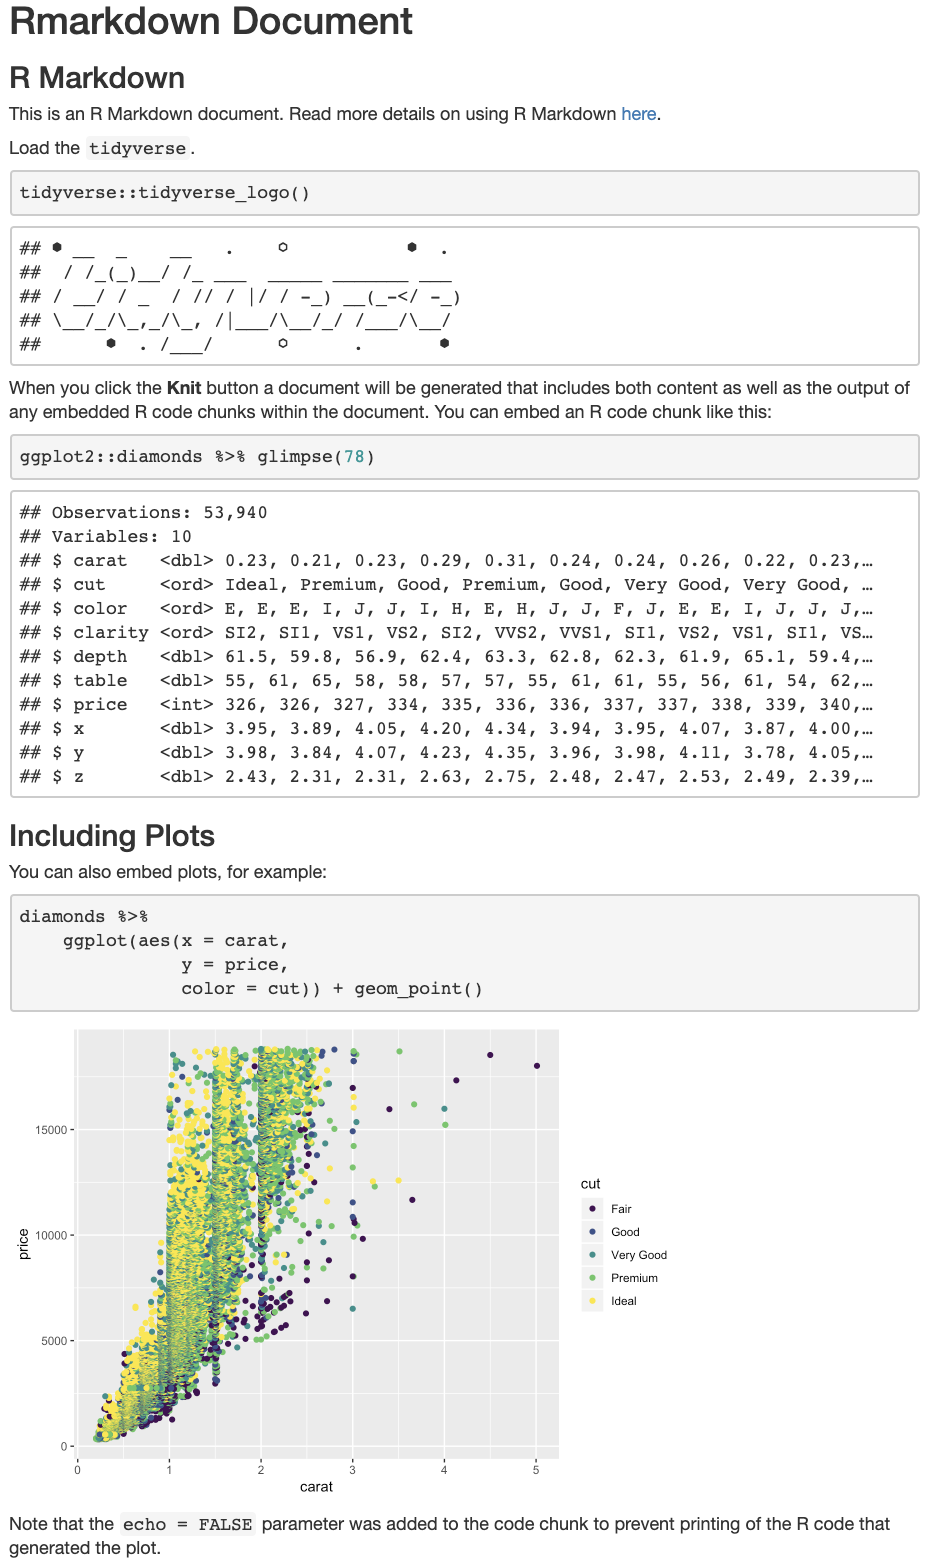 Rmarkdown Document
R Markdown
This is an R Markdown document. Read more details on using R Markdown here.
Load the tidyverse.
tidyverse::tidyverse_logo()
## ⬢ __  _    __   .    ⬡           ⬢  .
##  / /_(_)__/ /_ ___  _____ _______ ___
## / __/ / _  / // / |/ / -_) __(_-</ -_)
## \__/_/\_,_/\_, /|___/\__/_/ /___/\__/
##      ⬢  . /___/      ⬡      .       ⬢
When you click the Knit button a document will be generated that includes both content as well as the output of
any embedded R code chunks within the document. You can embed an R code chunk like this:
ggplot2::diamonds %>% glimpse(78)
## Observations: 53,940
## Variables: 10
## $ carat   <dbl> 0.23, 0.21, 0.23, 0.29, 0.31, 0.24, 0.24, 0.26, 0.22, 0.23,…
## $ cut     <ord> Ideal, Premium, Good, Premium, Good, Very Good, Very Good, …
## $ color   <ord> E, E, E, I, J, J, I, H, E, H, J, J, F, J, E, E, I, J, J, J,…
## $ clarity <ord> SI2, SI1, VS1, VS2, SI2, VVS2, VVS1, SI1, VS2, VS1, SI1, VS…
## $ depth   <dbl> 61.5, 59.8, 56.9, 62.4, 63.3, 62.8, 62.3, 61.9, 65.1, 59.4,…
## $ table   <dbl> 55, 61, 65, 58, 58, 57, 57, 55, 61, 61, 55, 56, 61, 54, 62,…
## $ price   <int> 326, 326, 327, 334, 335, 336, 336, 337, 337, 338, 339, 340,…
## $ x       <dbl> 3.95, 3.89, 4.05, 4.20, 4.34, 3.94, 3.95, 4.07, 3.87, 4.00,…
## $ y       <dbl> 3.98, 3.84, 4.07, 4.23, 4.35, 3.96, 3.98, 4.11, 3.78, 4.05,…
## $ z       <dbl> 2.43, 2.31, 2.31, 2.63, 2.75, 2.48, 2.47, 2.53, 2.49, 2.39,…
Including Plots
You can also embed plots, for example:
diamonds %>%
    ggplot(aes(x = carat,
               y = price,
               color = cut)) + geom_point()
15000
10000
5000
0
price
0 1 2 3 4 5
carat
cut
Fair
Good
Very Good
Premium
Ideal
Note that the echo = FALSE parameter was added to the code chunk to prevent printing of the R code that
generated the plot.